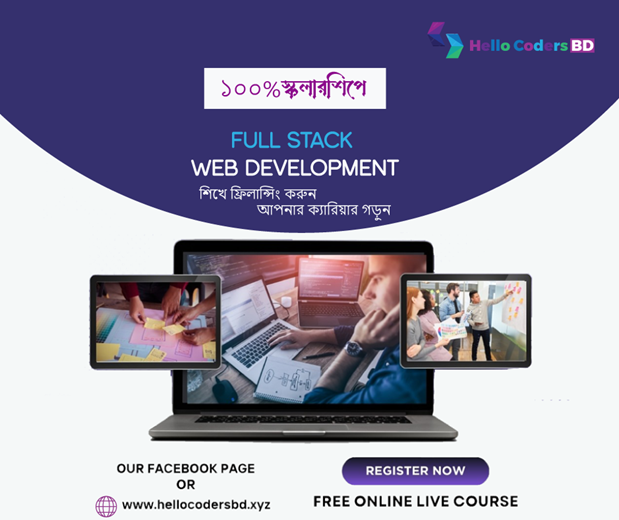 Hello Coders BD
১০০% স্কলারশিপে
FULL STACK
WEB DEVELOPMENT
শিখে ফ্রিলান্সিং করুন
আপনার ক্যারিয়ার গড়ুন
OUR FACEBOOK PAGE
OR
www.hellocodersbd.xyz
REGISTER NOW
FREE ONLINE LIVE COURSE